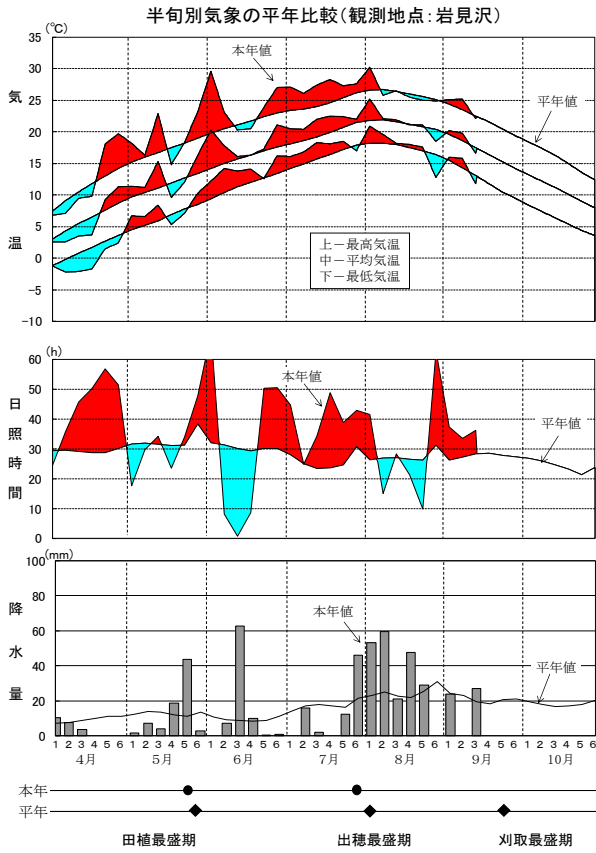 半旬別気象の平年比較(観測地点:岩見沢)
(℃)
35
30
25
20
15
10
5
0
-5
-10
気
温
本年値
平年値
上－最高気温
中－平均気温
下－最低気温
(h)
60
50
40
30
20
10
0
日
照
時
間
本年値
平年値
(mm)
100
80
60
40
20
0
降
水
量
本年値
平年値
1 2 3 4 5 6 1 2 3 4 5 6 1 2 3 4 5 6 1 2 3 4 5 6 1 2 3 4 5 6 1 2 3 4 5 6 1 2 3 4 5 6
4月 5月 6月 7月 8月 9月 10月
本年
平年
田植最盛期 出穂最盛期 刈取最盛期